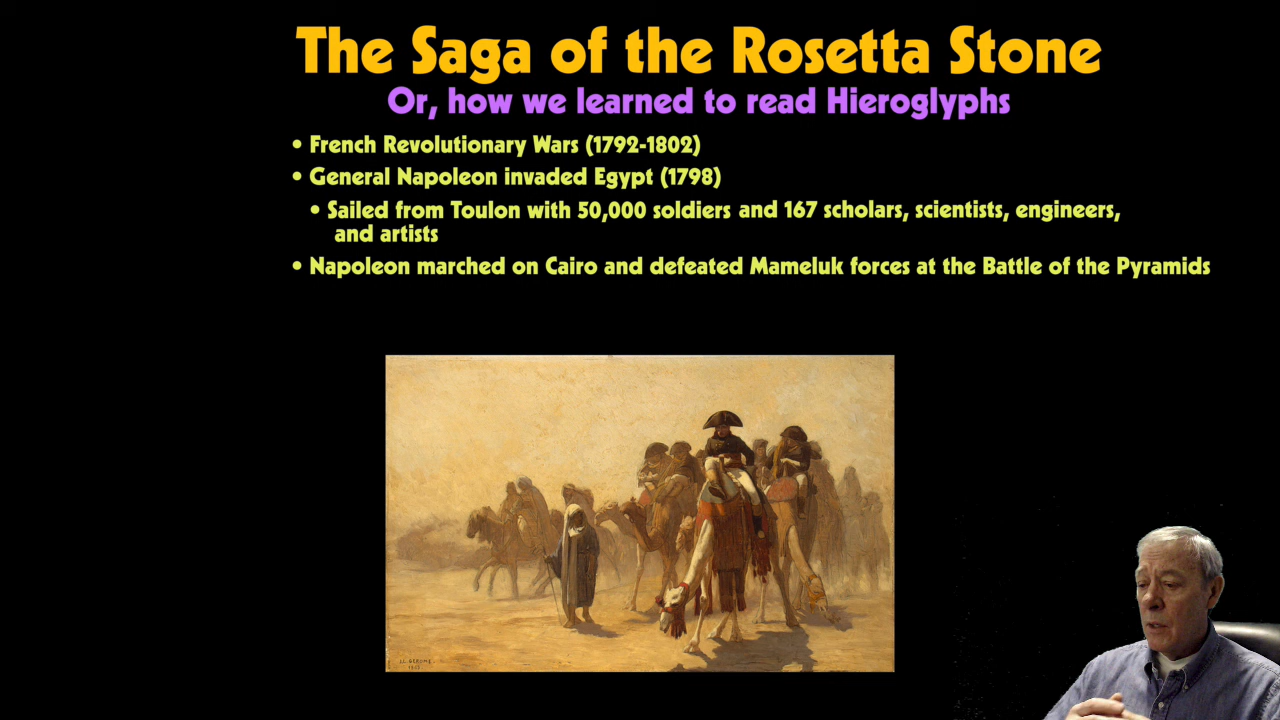 The Saga of the Rosetta Stone
Or, how we learned to read Hieroglyphs
• French Revolutionary Wars (1792-1802)
• General Napoleon invaded Egypt (1798)
• Sailed from Toulon with 50,000 soldiers and 167 scholars, scientists, engineers,
and artists
• Napoleon marched on Cairo and defeated Mameluk forces at the Battle of the Pyramids
J.L. GEROME